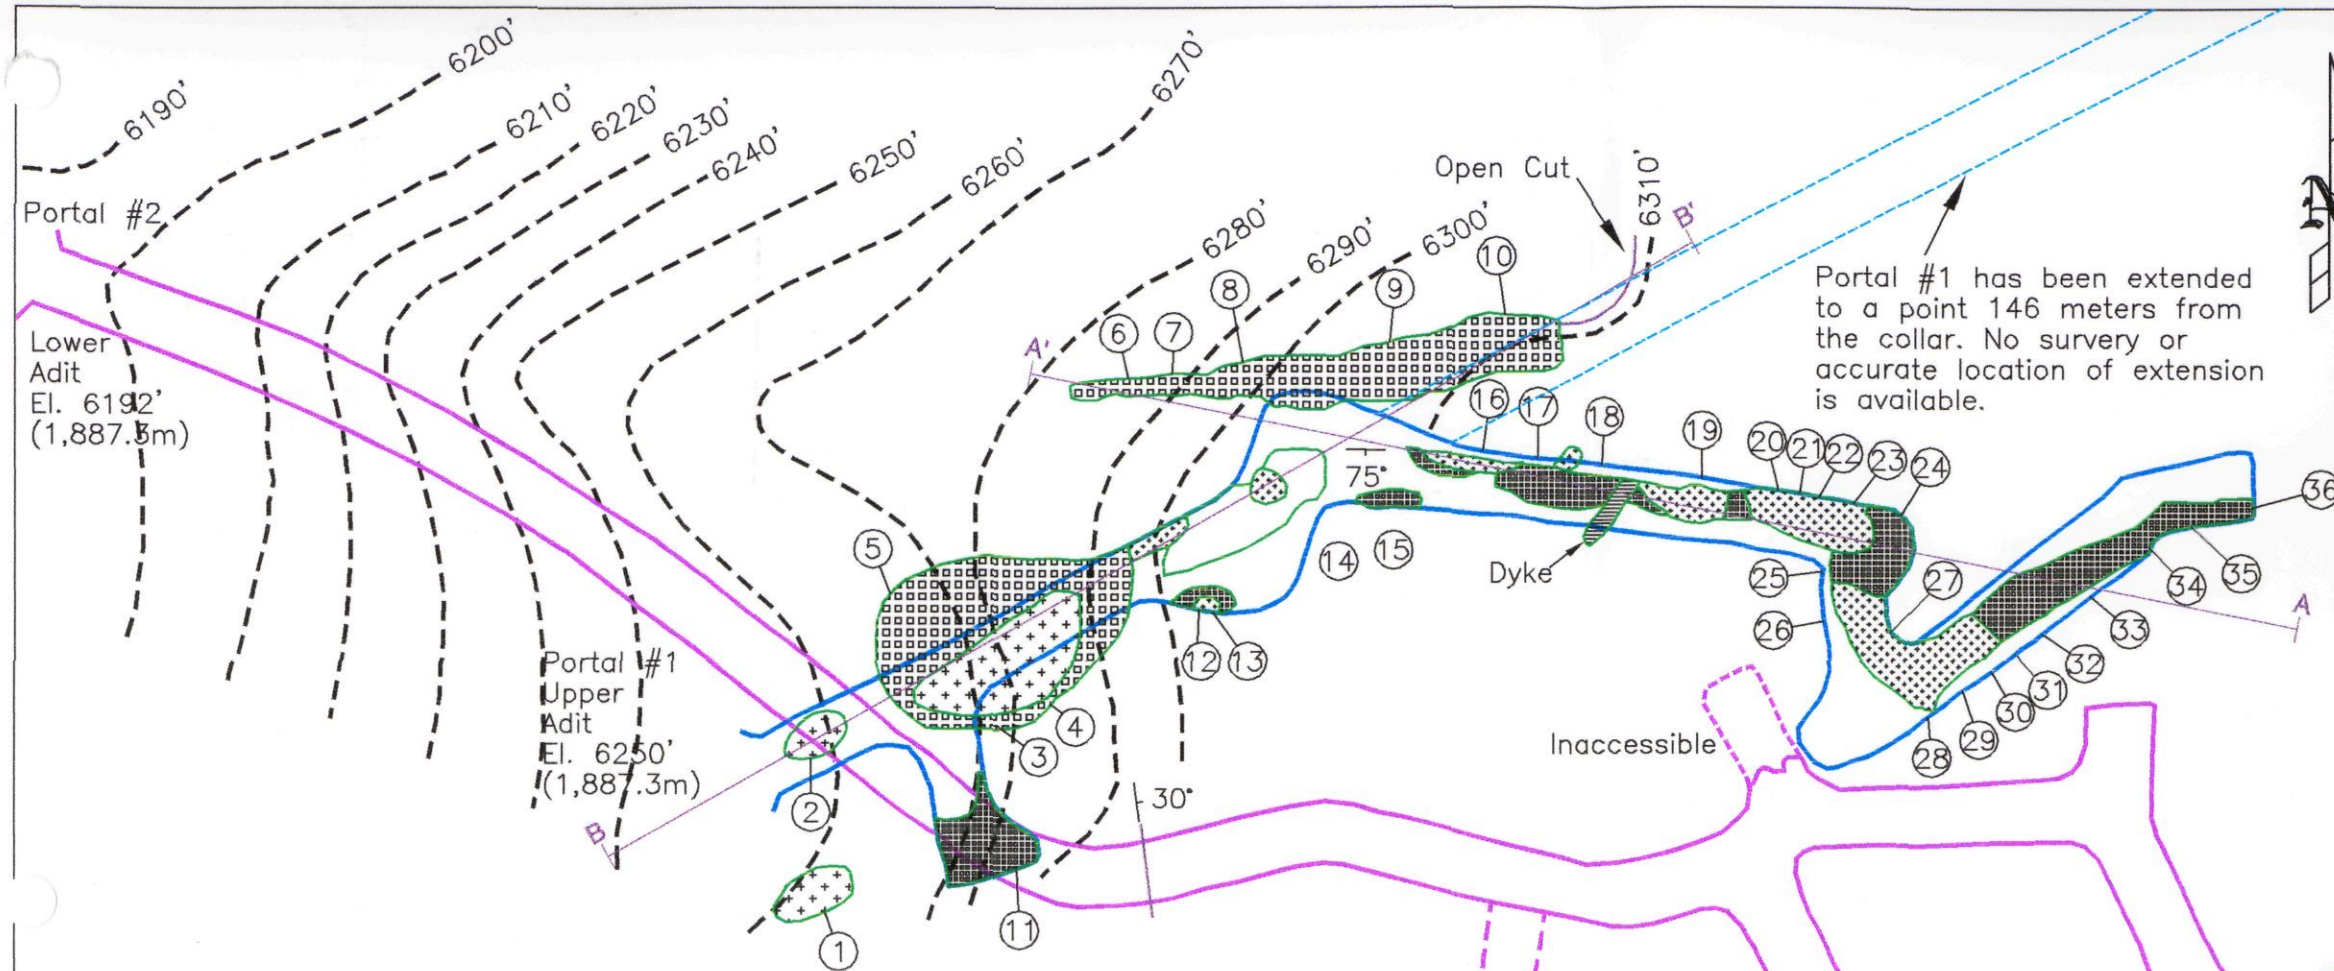 6190'
6200'
6210'
6220'
6230'
6240'
6250'
6260'
6270'
6280'
6290'
6300'
6310'
Open Cut
B'
Portal #2
Lower
Adit
El. 6192'
(1,887.3m)
Portal #1 has been extended
to a point 146 meters from
the collar. No survery or
accurate location of extension
is available.
A'
6
7
8
9
10
16
17
18
19
20
21
22
23
24
36
75°
5
14
15
Dyke
25
26
27
35
34
33
A
12
13
32
31
30
29
28
Portal #1
Upper
Adit
El. 6250'
(1,887.3m)
4
3
Inaccessible
30°
2
B
11
1